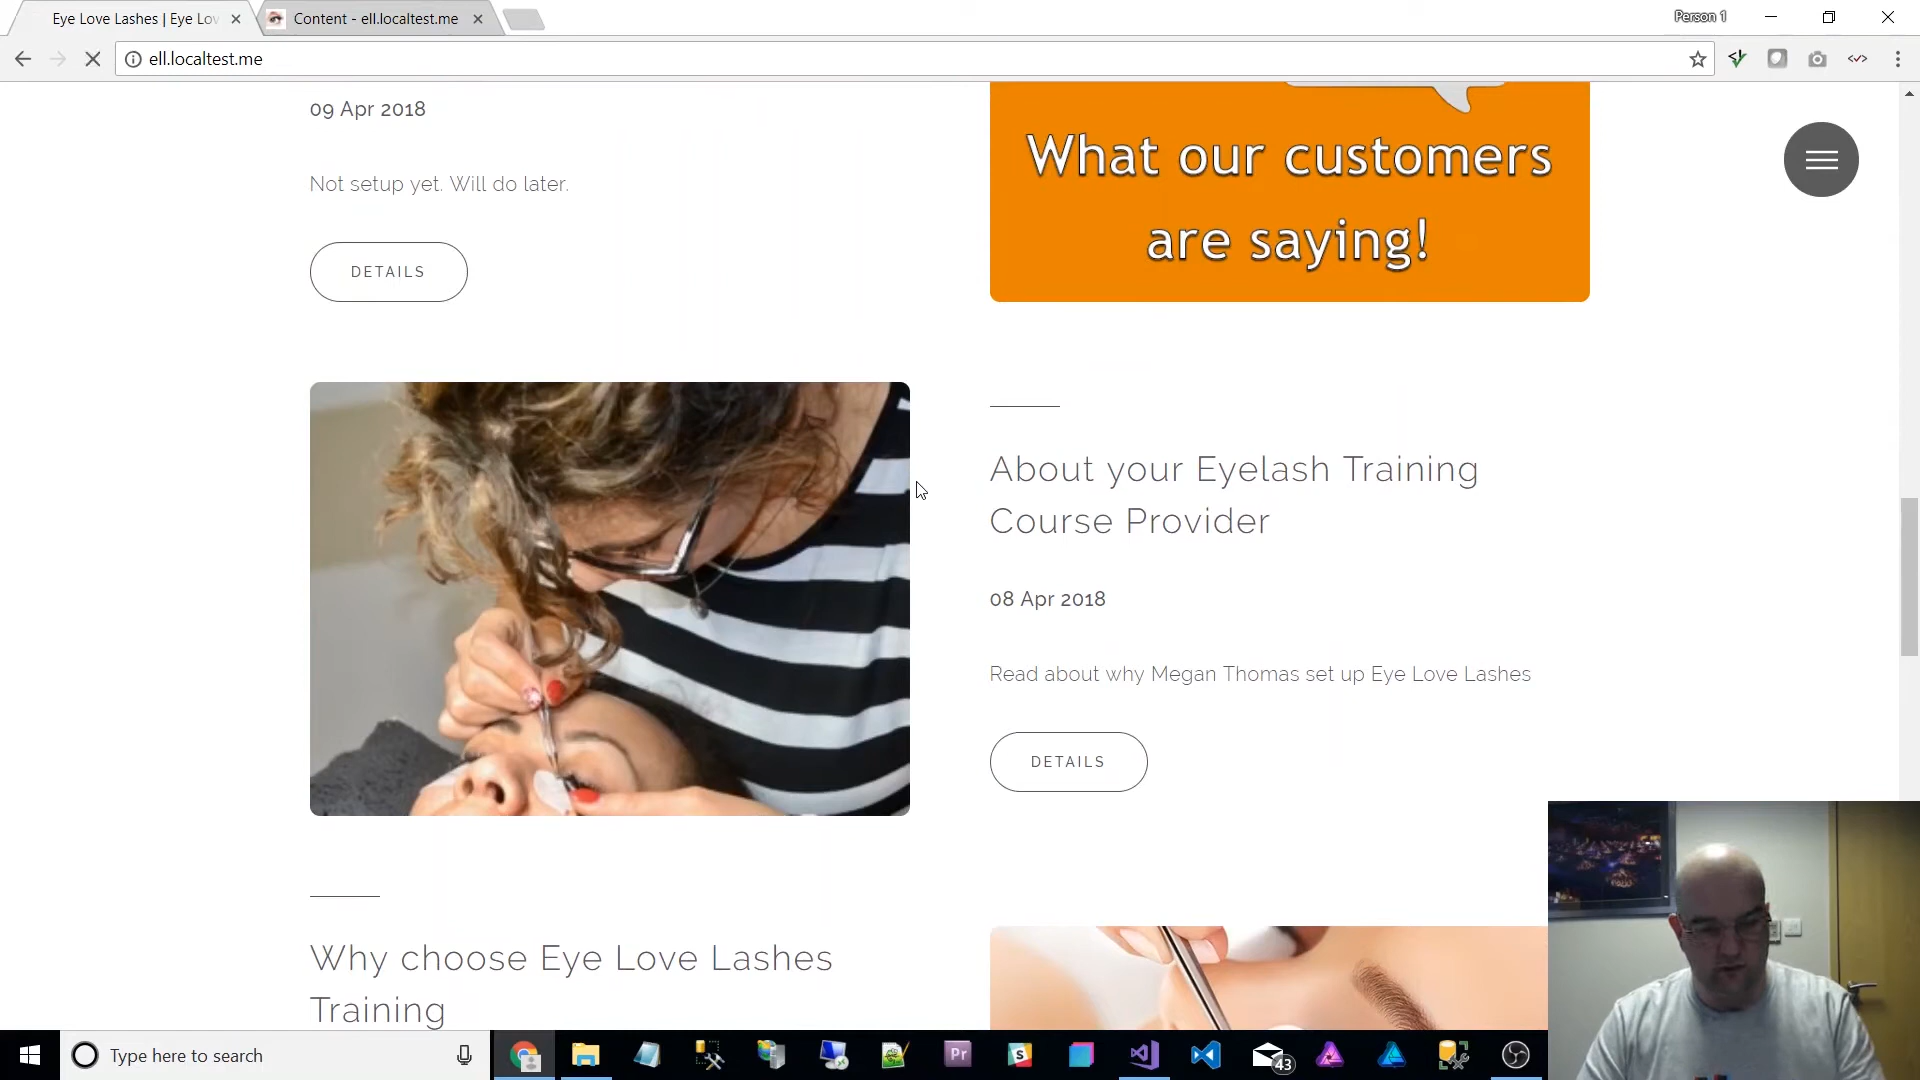 Eye Love Lashes | Eye Lov
Content - ell.localtest.me
Person 1
ell.localtest.me
09 Apr 2018
Not setup yet. Will do later.
DETAILS
What our customers
are saying!
About your Eyelash Training
Course Provider
08 Apr 2018
Read about why Megan Thomas set up Eye Love Lashes
DETAILS
Why choose Eye Love Lashes
Training
Type here to search
Pr
43